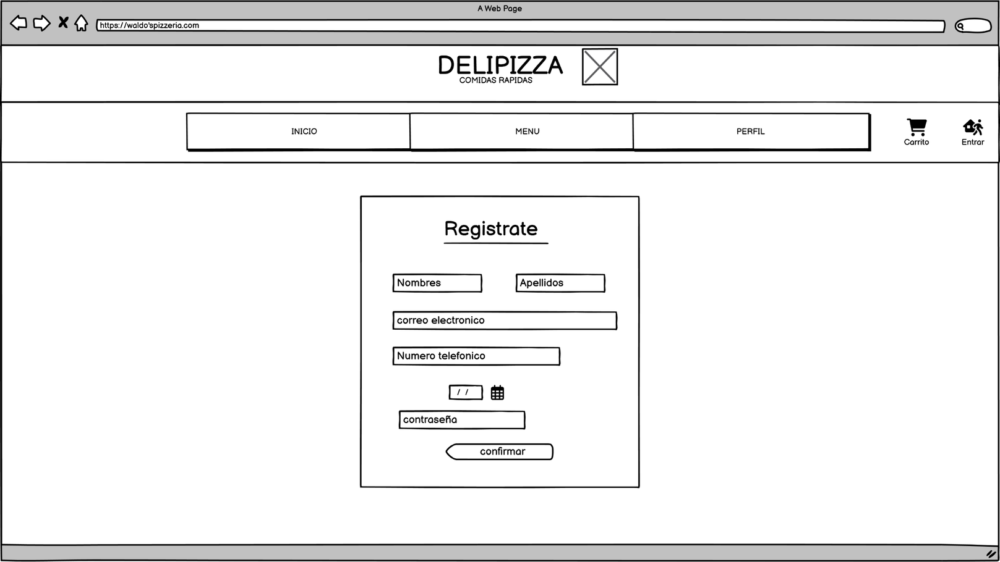 A Web Page
https://waldo'spizzeria.com
DELIPIZZA
COMIDAS RAPIDAS
INICIO
MENU
PERFIL
Carrito
Entrar
Registrate
Nombres
Apellidos
correo electronico
Numero telefonico
/ /
contraseña
confirmar